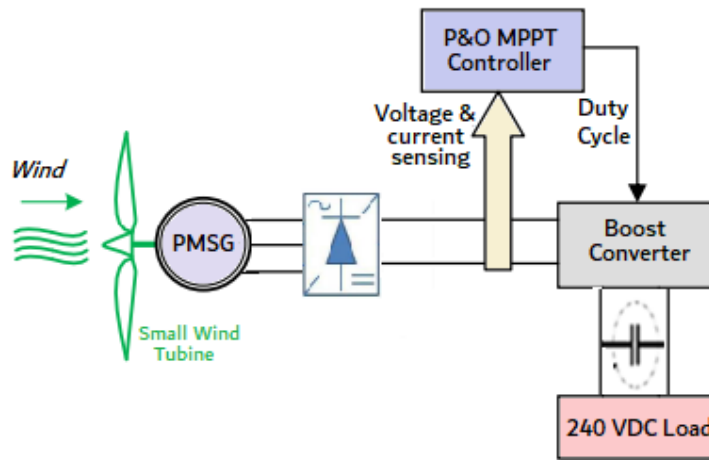 P&O MPPT
Controller
Voltage &
current
sensing
Duty
Cycle
Wind
PMSG
Boost
Converter
Small Wind
Tubine
240 VDC Load